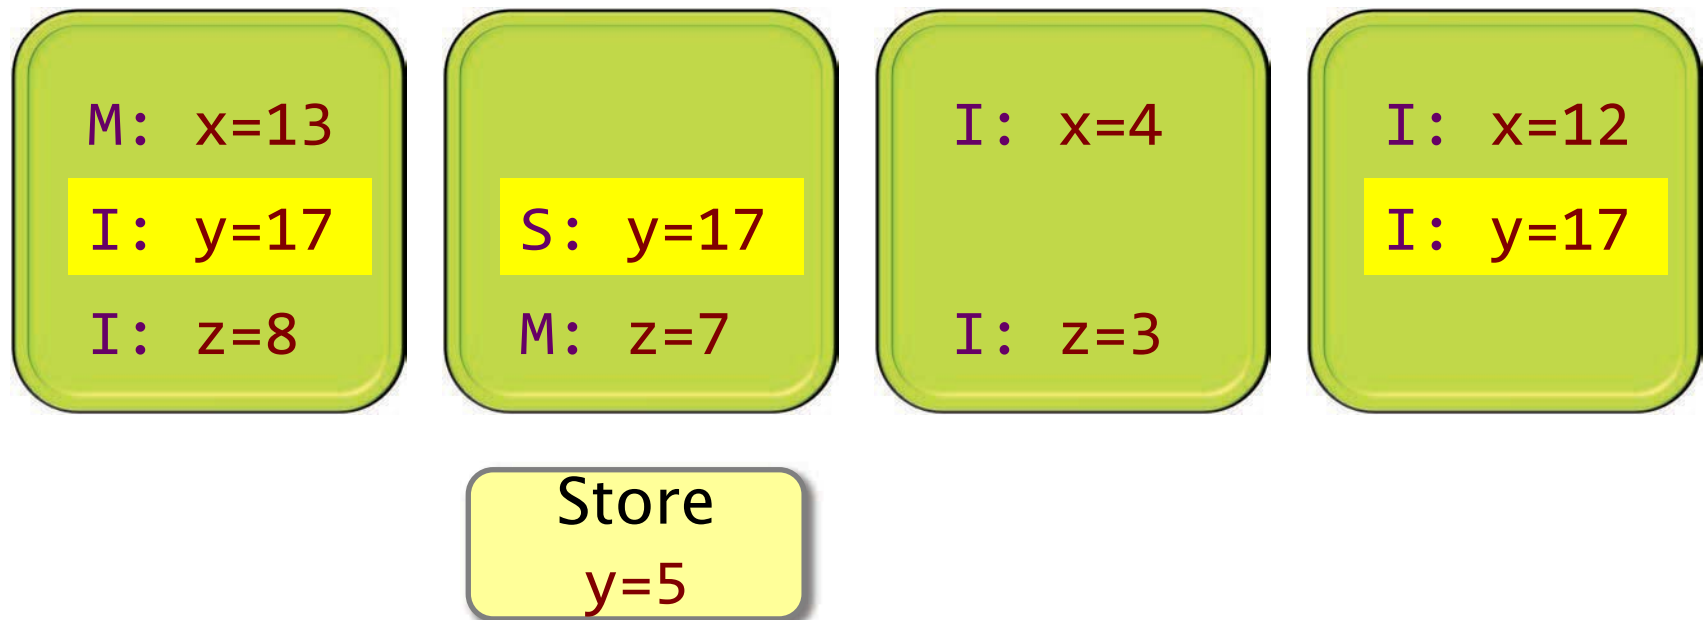 M: x=13
I: y=17
I: z=8
S: y=17
M: z=7
I: x=4
I: z=3
I: x=12
I: y=17
Store
y=5